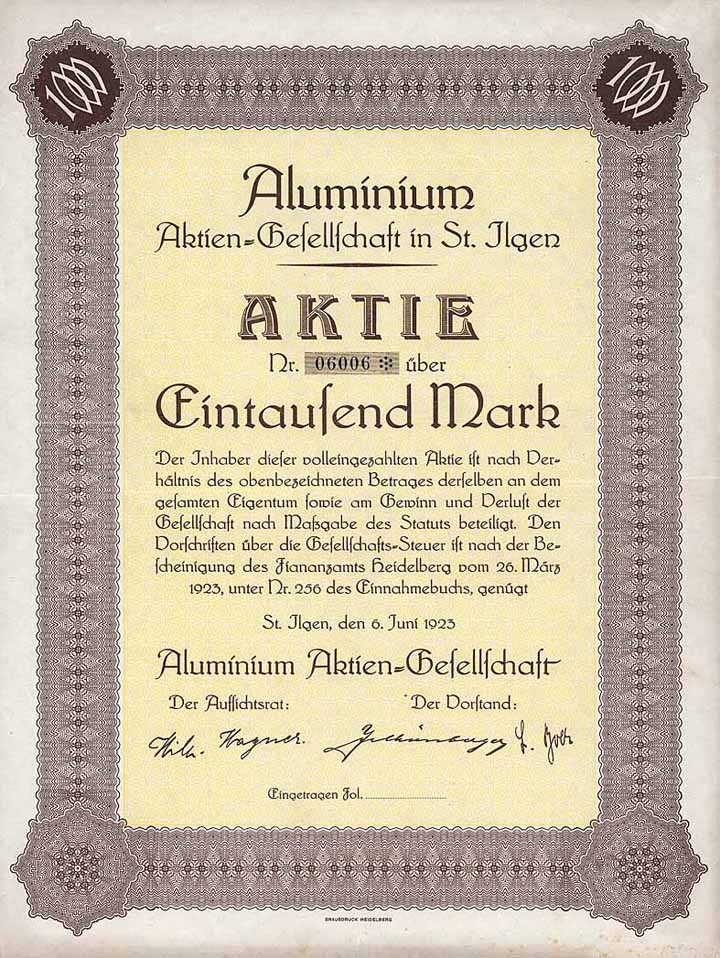 1000 1000
Aluminium
Aktien=Gesellschaft in St. Ilgen
AKTIE
Nr. 06006 ❉ über
Eintausend Mark
Der Inhaber dieser volleingezahlten Aktie ist nach Ver-
hältnis des obenbezeichneten Betrages derselben an dem
gesamten Eigentum sowie am Gewinn und Verlust der
Gesellschaft nach Maßgabe des Statuts beteiligt. Den
Vorschriften über die Gesellschafts-Steuer ist nach der Be-
scheinigung des Fiananzamts Heidelberg vom 26. März
1923, unter Nr. 256 des Einnahmebuchs, genügt
St. Ilgen, den 6. Juni 1923
Aluminium Aktien=Gesellschaft
Der Aufsichtsrat: Der Vorstand:
Wilh. Wagner.
Eingetragen Fol.
BRAUSDRUCK HEIDELBERG